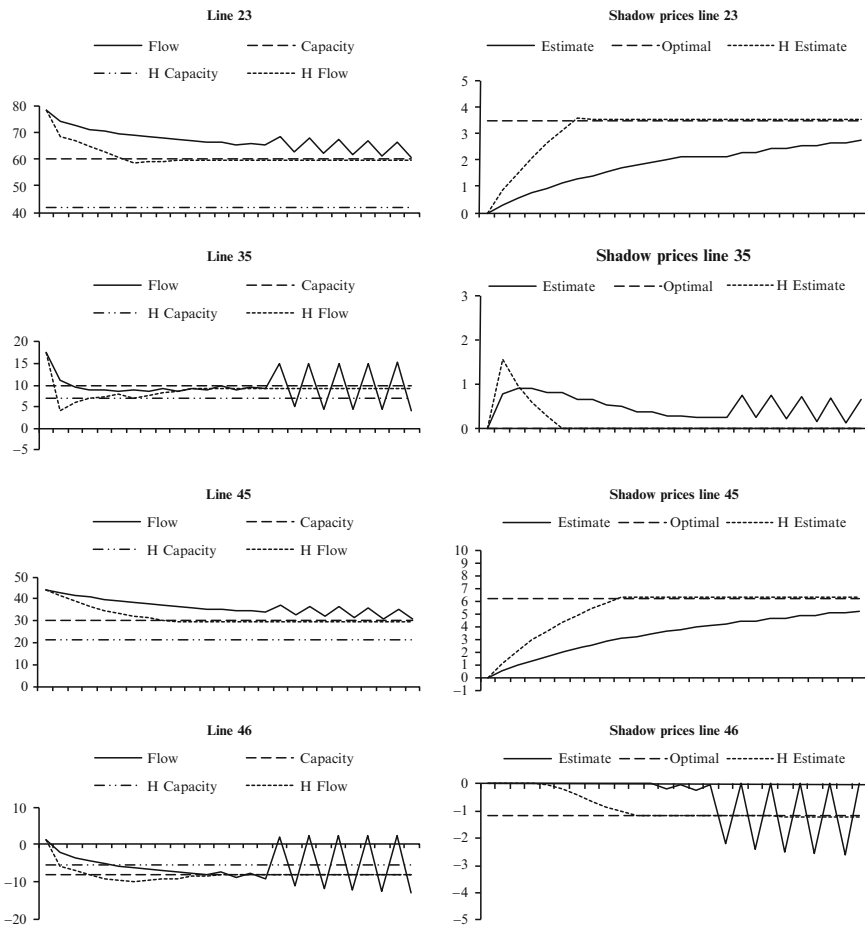 Line 23
Flow
Capacity
H Capacity
H Flow
80
70
60
50
40
Shadow prices line 23
Estimate
Optimal
H Estimate
5
4
3
2
1
0
Line 35
Flow
Capacity
H Capacity
H Flow
20
15
10
5
0
–5
Shadow prices line 35
Estimate
Optimal
H Estimate
3
2
1
0
Line 45
Flow
Capacity
H Capacity
H Flow
50
40
30
20
10
0
Shadow prices line 45
Estimate
Optimal
H Estimate
10
9
8
7
6
5
4
3
2
1
0
–1
Line 46
Flow
Capacity
H Capacity
H Flow
10
0
–10
–20
Shadow prices line 46
Estimate
Optimal
H Estimate
0
–1
–2
–3
–4
–5